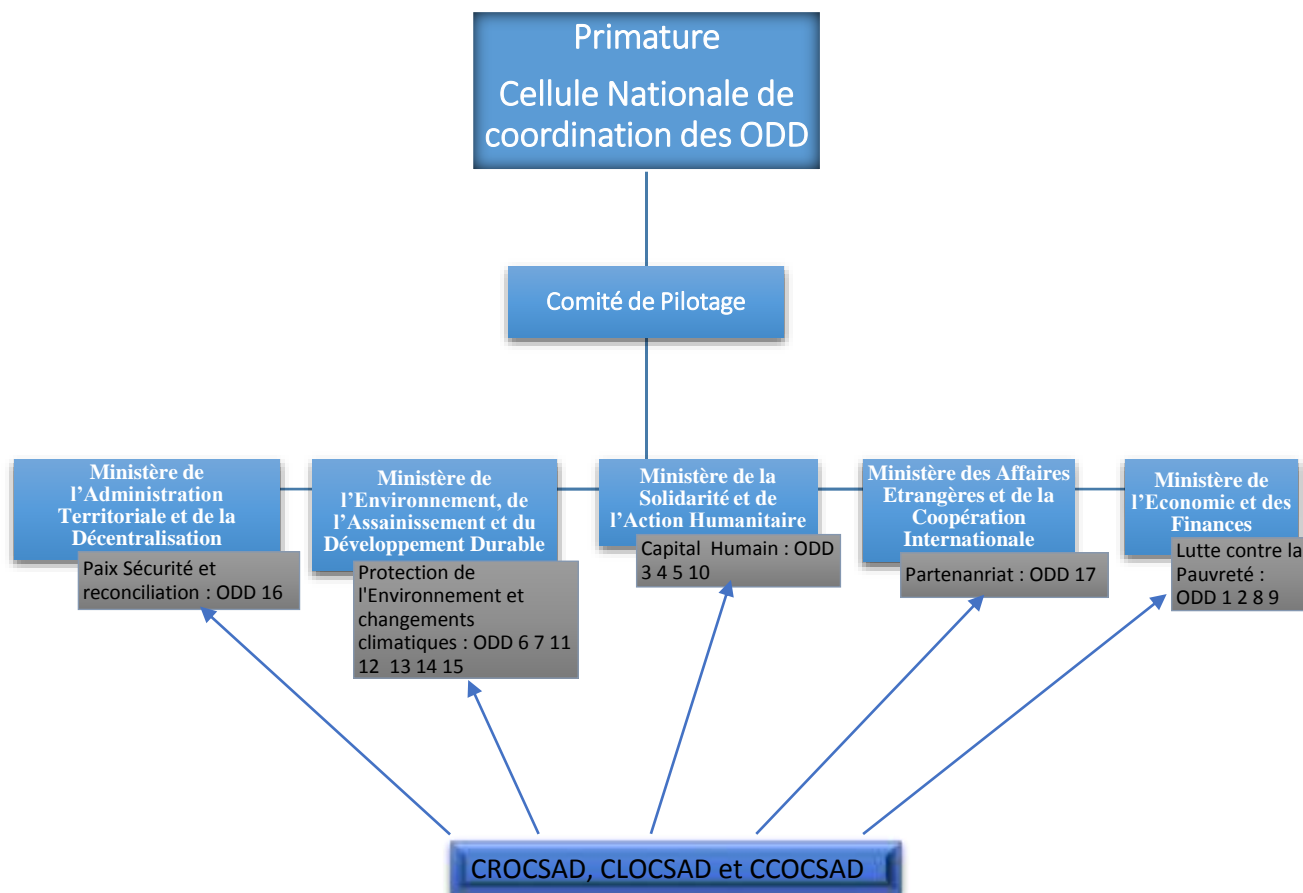 Primature
Cellule Nationale de
coordination des ODD
Comité de Pilotage
Ministère de
l'Administration
Territoriale et de la
Décentralisation
Paix Sécurité et
reconciliation : ODD 16
Ministère de
l'Environnement, de
l'Assainissement et du
Développement Durable
Protection de
l'Environnement et
changements
climatiques : ODD 6 7 11
12 13 14 15
Ministère de la
Solidarité et de
l'Action Humanitaire
Capital Humain : ODD
3 4 5 10
Ministère des Affaires
Etrangères et de la
Coopération
Internationale
Partenanriat : ODD 17
Ministère de
l'Economie et des
Finances
Lutte contre la
Pauvreté :
ODD 1 2 8 9
CROCSAD, CLOCSAD et CCOCSAD